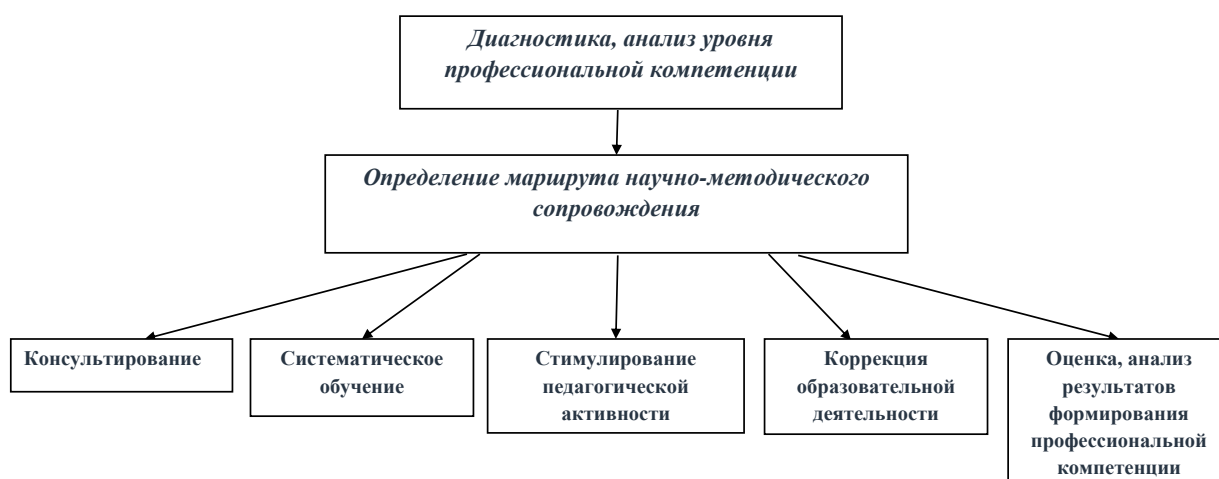 Диагностика, анализ уровня
профессиональной компетенции
Определение маршрута научно-методического
сопровождения
Консультирование
Систематическое
обучение
Стимулирование
педагогической
активности
Коррекция
образовательной
деятельности
Оценка, анализ
результатов
формирования
профессиональной
компетенции